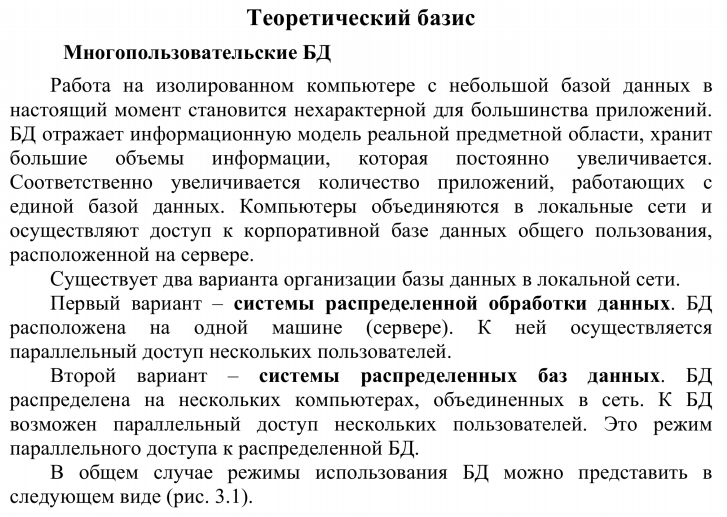 Теоретический базис
Многопользовательские БД
Работа на изолированном компьютере с небольшой базой данных в
настоящий момент становится нехарактерной для большинства приложений.
БД отражает информационную модель реальной предметной области, хранит
большие объемы информации, которая постоянно увеличивается.
Соответственно увеличивается количество приложений, работающих с
единой базой данных. Компьютеры объединяются в локальные сети и
осуществляют доступ к корпоративной базе данных общего пользования,
расположенной на сервере.
Существует два варианта организации базы данных в локальной сети.
Первый вариант – системы распределенной обработки данных. БД
расположена на одной машине (сервере). К ней осуществляется
параллельный доступ нескольких пользователей.
Второй вариант – системы распределенных баз данных. БД
распределена на нескольких компьютерах, объединенных в сеть. К БД
возможен параллельный доступ нескольких пользователей. Это режим
параллельного доступа к распределенной БД.
В общем случае режимы использования БД можно представить в
следующем виде (рис. 3.1).